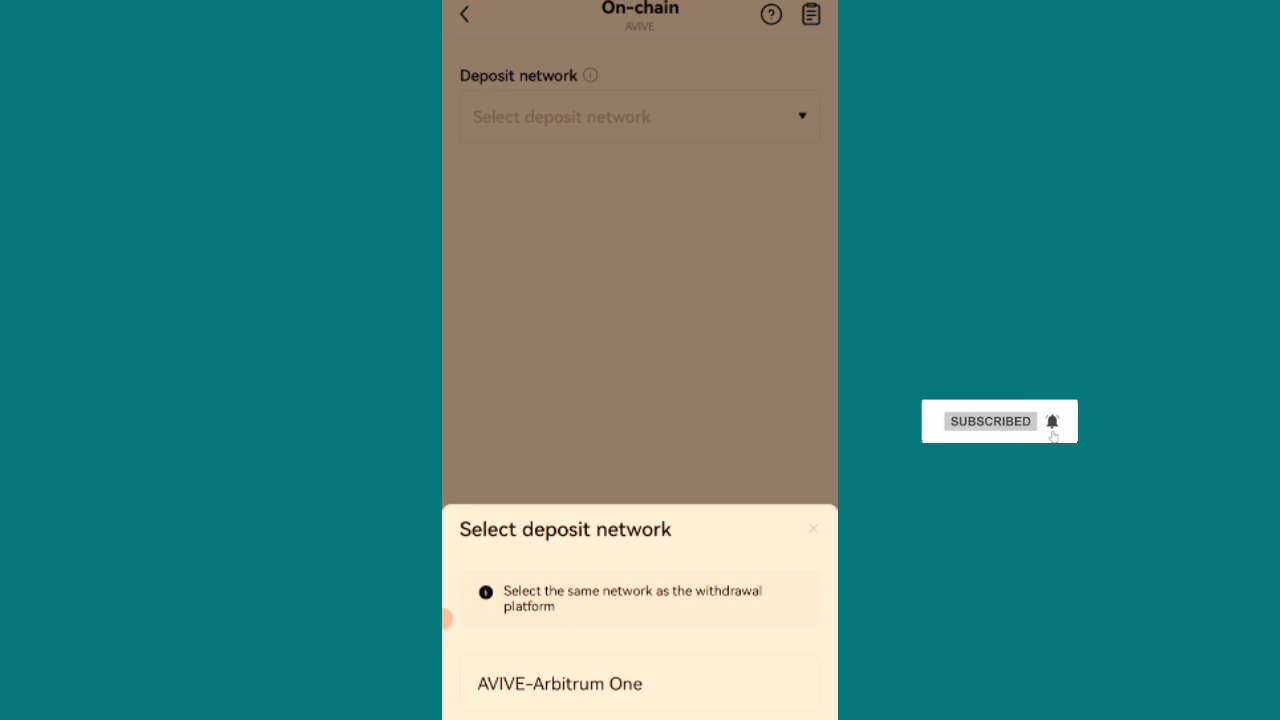 On-chain
AVIVE
Deposit network
Select deposit network
SUBSCRIBED
Select deposit network
Select the same network as the withdrawal
platform
AVIVE-Arbitrum One